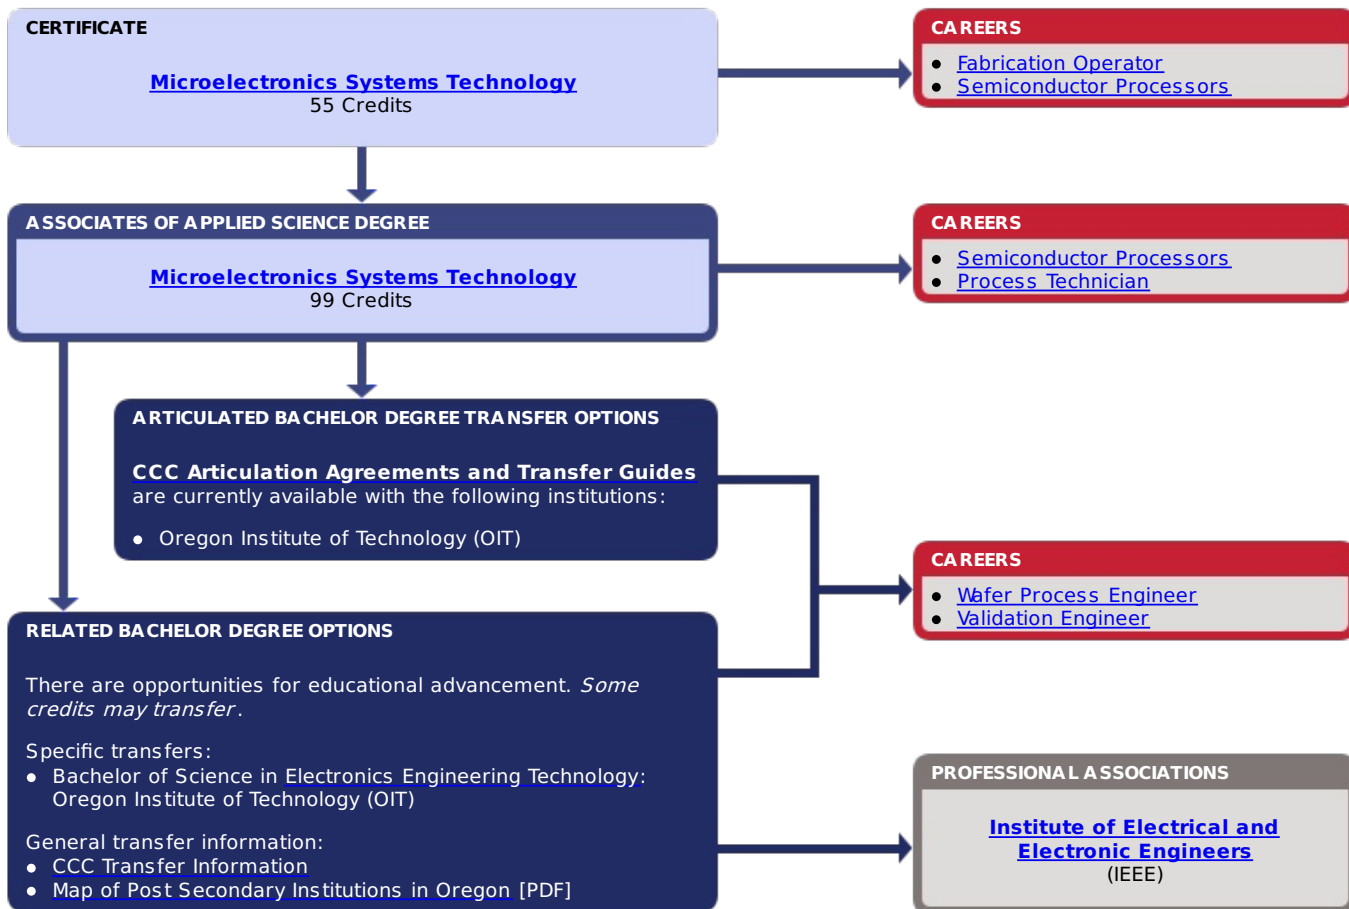 CERTIFICATE
Microelectronics Systems Technology
55 Credits
CAREERS
● Fabrication Operator
● Semiconductor Processors
ASSOCIATES OF APPLIED SCIENCE DEGREE
Microelectronics Systems Technology
99 Credits
CAREERS
● Semiconductor Processors
● Process Technician
ARTICULATED BACHELOR DEGREE TRANSFER OPTIONS
CCC Articulation Agreements and Transfer Guides
are currently available with the following institutions:
● Oregon Institute of Technology (OIT)
CAREERS
● Wafer Process Engineer
● Validation Engineer
RELATED BACHELOR DEGREE OPTIONS
There are opportunities for educational advancement. Some
credits may transfer.
Specific transfers:
● Bachelor of Science in Electronics Engineering Technology:
Oregon Institute of Technology (OIT)
General transfer information:
● CCC Transfer Information
● Map of Post Secondary Institutions in Oregon [PDF]
PROFESSIONAL ASSOCIATIONS
Institute of Electrical and
Electronic Engineers
(IEEE)